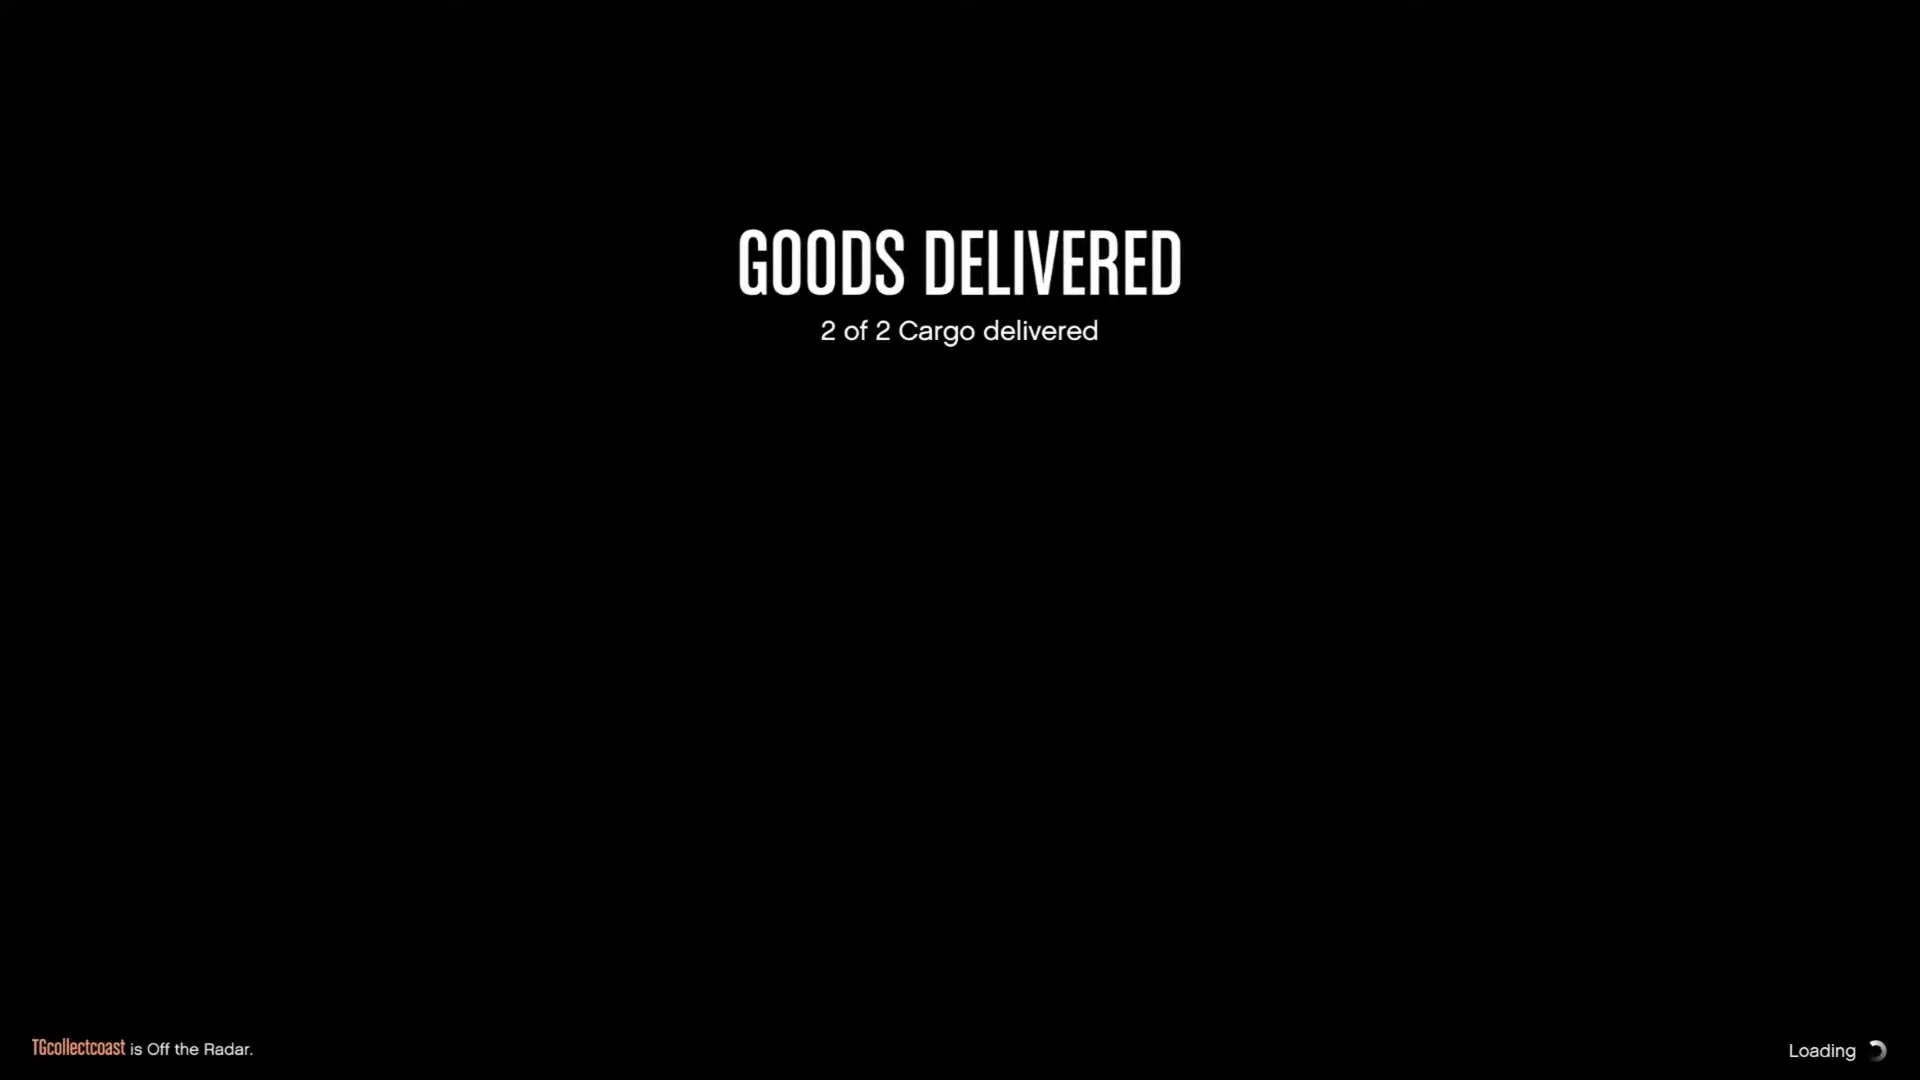 GOODS DELIVERED
2 of 2 Cargo delivered
TGcollectcoast is Off the Radar.
Loading